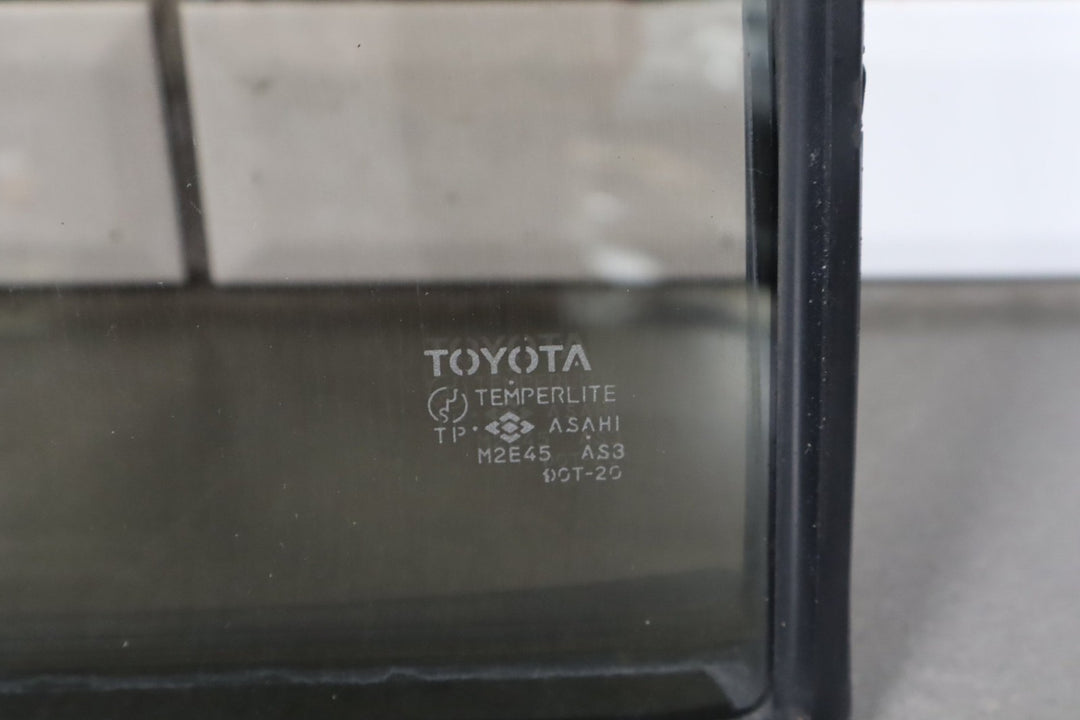 TOYOTA
TEMPERLITE
TP· ASAHI
M2E45 AS3
DOT-20